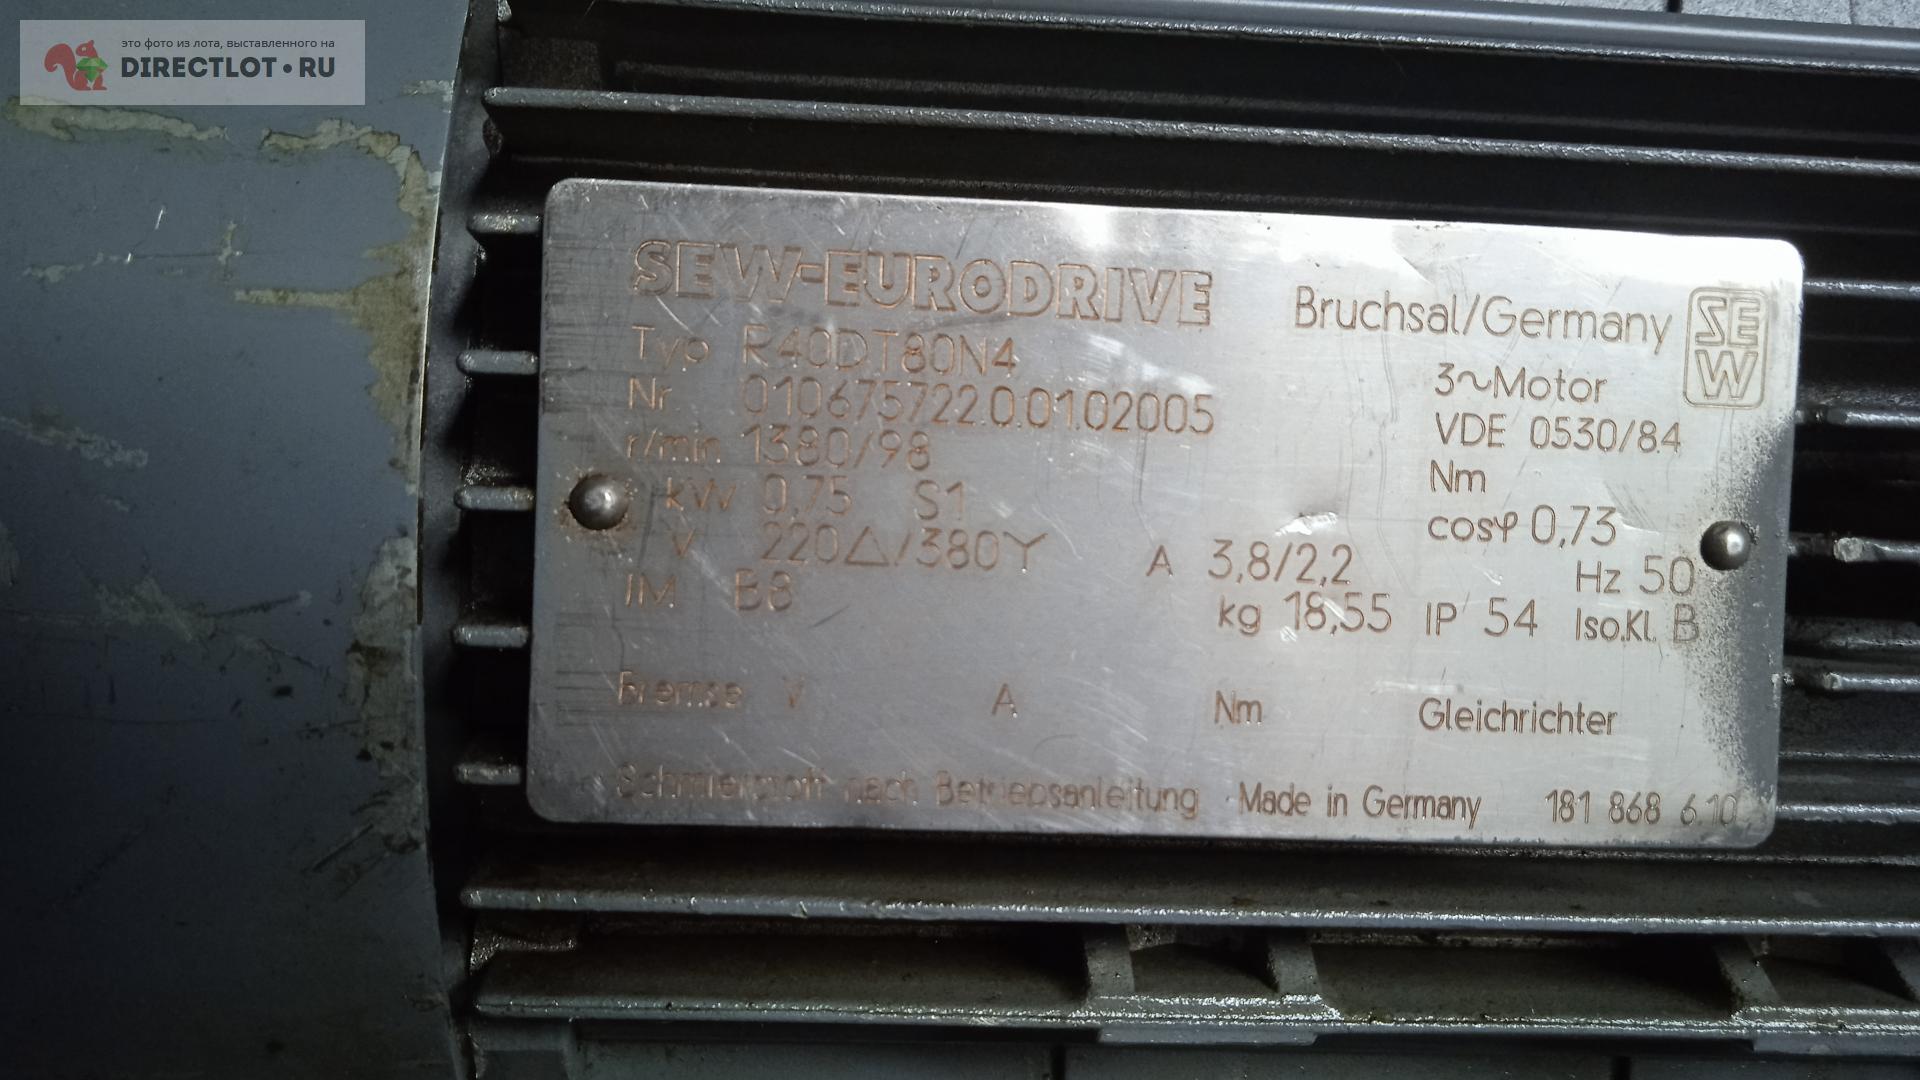 это фото из лота, выставленного на
DIRECTLOT • RU
SEW-EURODRIVE Bruchsal/Germany SEW
Typ R40DT80N4 3~Motor
Nr. 010675722.0.01.02005 VDE 0530/84
r/min 1380/98 Nm
kW 0,75 S1 cosφ 0,73
V 220△/380Y A 3,8/2,2 Hz 50
IM B8 kg 18,55 IP 54 Iso.Kl. B
Bremse V A Nm Gleichrichter
Schmierstoff nach Betriebsanleitung Made in Germany 181 868 6.10